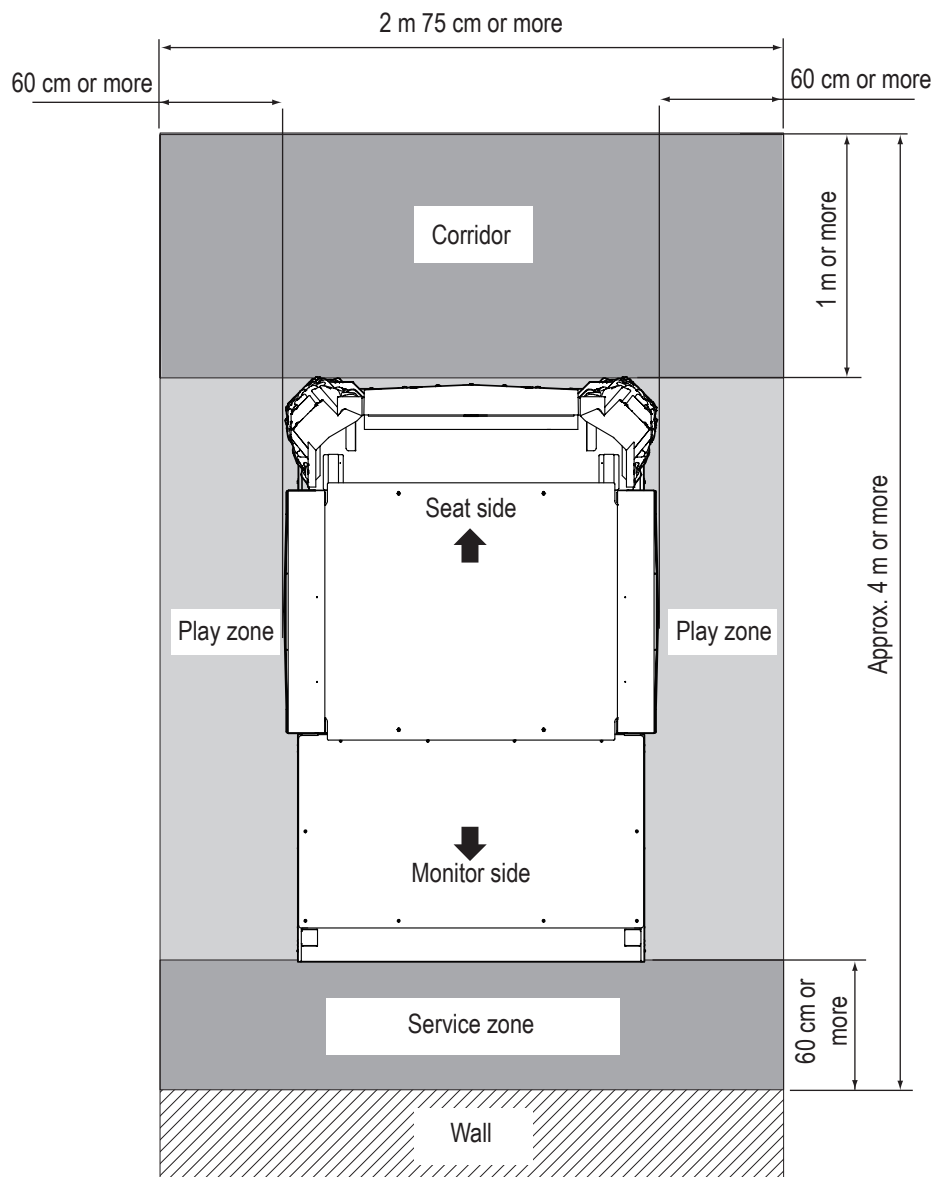 2 m 75 cm or more
60 cm or more
60 cm or more
Corridor
1 m or more
Seat side
Approx. 4 m or more
Play zone
Play zone
Monitor side
Service zone
60 cm or
more
Wall